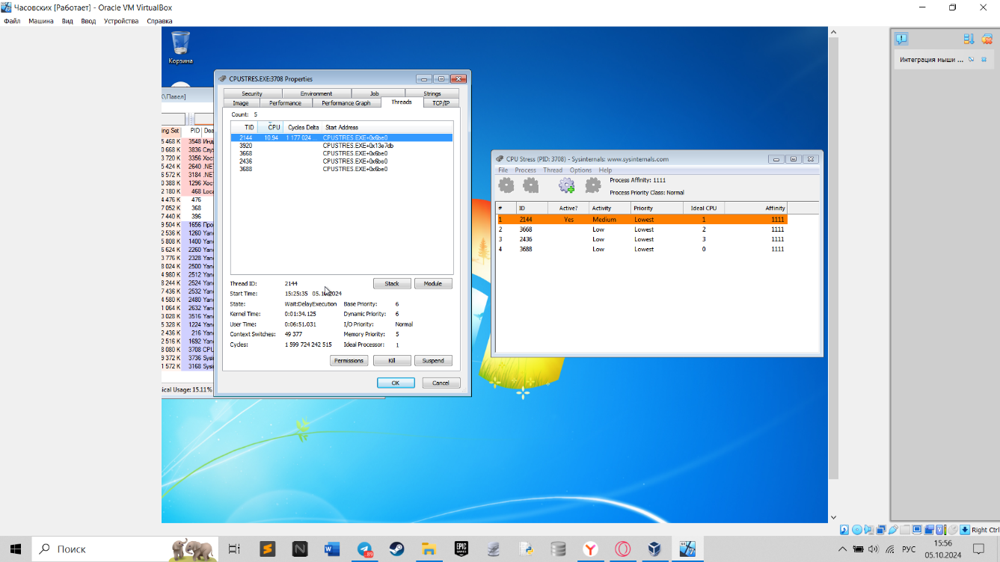 Часовских [Работает] - Oracle VM VirtualBox
Файл Машина Вид Ввод Устройства Справка
Корзина
Интеграция мыши ...
\Павел]
ing Set PID
5 468 K 3548 Инд
0 668 K 3836 Служ
3 720 K 3356 Хост
5 424 K 2640 .NET
6 572 K 3184 .NET
0 388 K 1296 Хост
2 180 K 468 Loca
4 476 K 476
7 052 K 368
7 440 K 396
9 504 K 1656 Про
2 536 K 1260 Yan
5 808 K 1400 Yan
6 624 K 2260 Yan
3 776 K 2328 Yan
8 024 K 2500 Yan
4 980 K 2512 Yan
8 244 K 2524 Yan
7 436 K 2532 Yan
4 580 K 2480 Yan
1 064 K 2632 Yan
3 028 K 3516 Yan
5 328 K 1224 Yan
2 436 K 216 Yan
2 516 K 1692 Yan
8 080 K 3708 CPU
9 372 K 3736 Sysi
1 572 K 3168 Sysi
sical Usage: 15.11%
CPUSTRES.EXE:3708 Properties
Security Environment Job Strings
Image Performance Performance Graph Threads TCP/IP
Count: 5
TID CPU Cycles Delta Start Address
2144 10.94 1 177 024 ... CPUSTRES.EXE+0x6be0
3920 CPUSTRES.EXE+0x13e7db
3668 CPUSTRES.EXE+0x6be0
2436 CPUSTRES.EXE+0x6be0
3688 CPUSTRES.EXE+0x6be0
Thread ID: 2144 Stack Module
Start Time: 15:25:35 05.1 2024
State: Wait:DelayExecution Base Priority: 6
Kernel Time: 0:01:34.125 Dynamic Priority: 6
User Time: 0:06:51.031 I/O Priority: Normal
Context Switches: 49 377 Memory Priority: 5
Cycles: 1 599 724 242 515 Ideal Processor: 1
Permissions Kill Suspend
OK Cancel
CPU Stress (PID: 3708) - Sysinternals: www.sysinternals.com
File Process Thread Options Help
Process Affinity: 1111
Process Priority Class: Normal
# ID Active? Activity Priority Ideal CPU Affinity
1 2144 Yes Medium Lowest 1 1111
2 3668 Low Lowest 2 1111
3 2436 Low Lowest 3 1111
4 3688 Low Lowest 0 1111
Right Ctrl
Поиск
89
EPIC GAMES
РУС
15:56
05.10.2024